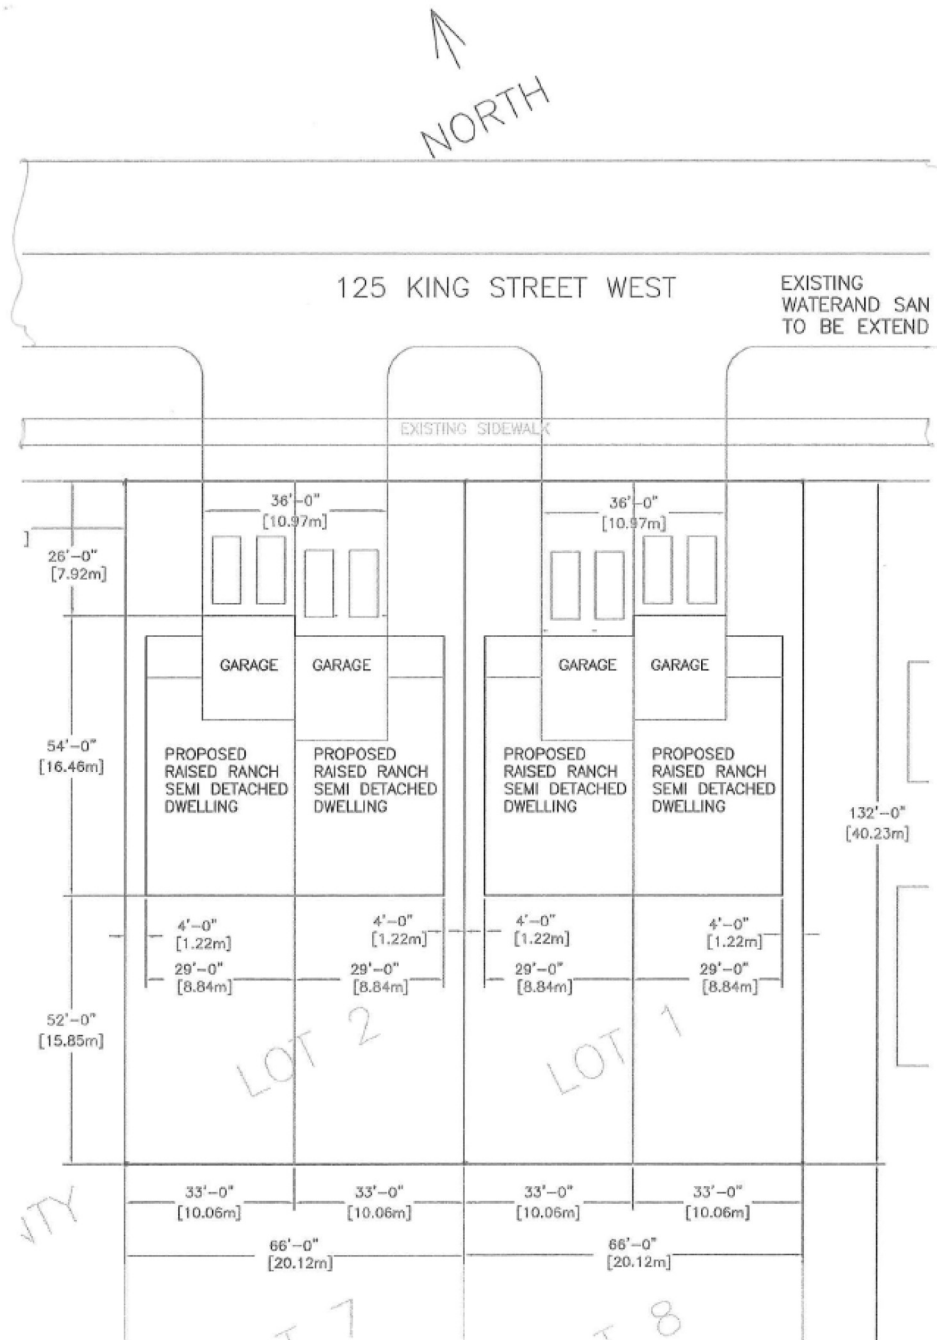 NORTH
125 KING STREET WEST
EXISTING
WATERAND SAN
TO BE EXTEND
EXISTING SIDEWALK
36'-0"
[10.97m]
36'-0"
[10.97m]
]
26'-0"
[7.92m]
GARAGE
GARAGE
GARAGE
GARAGE
54'-0"
[16.46m]
PROPOSED
RAISED RANCH
SEMI DETACHED
DWELLING
PROPOSED
RAISED RANCH
SEMI DETACHED
DWELLING
PROPOSED
RAISED RANCH
SEMI DETACHED
DWELLING
PROPOSED
RAISED RANCH
SEMI DETACHED
DWELLING
132'-0"
[40.23m]
4'-0"
[1.22m]
4'-0"
[1.22m]
4'-0"
[1.22m]
4'-0"
[1.22m]
29'-0"
[8.84m]
29'-0"
[8.84m]
29'-0"
[8.84m]
29'-0"
[8.84m]
52'-0"
[15.85m]
LOT 2
LOT 1
33'-0"
[10.06m]
33'-0"
[10.06m]
33'-0"
[10.06m]
33'-0"
[10.06m]
NTY
66'-0"
[20.12m]
66'-0"
[20.12m]
T 7
T 8